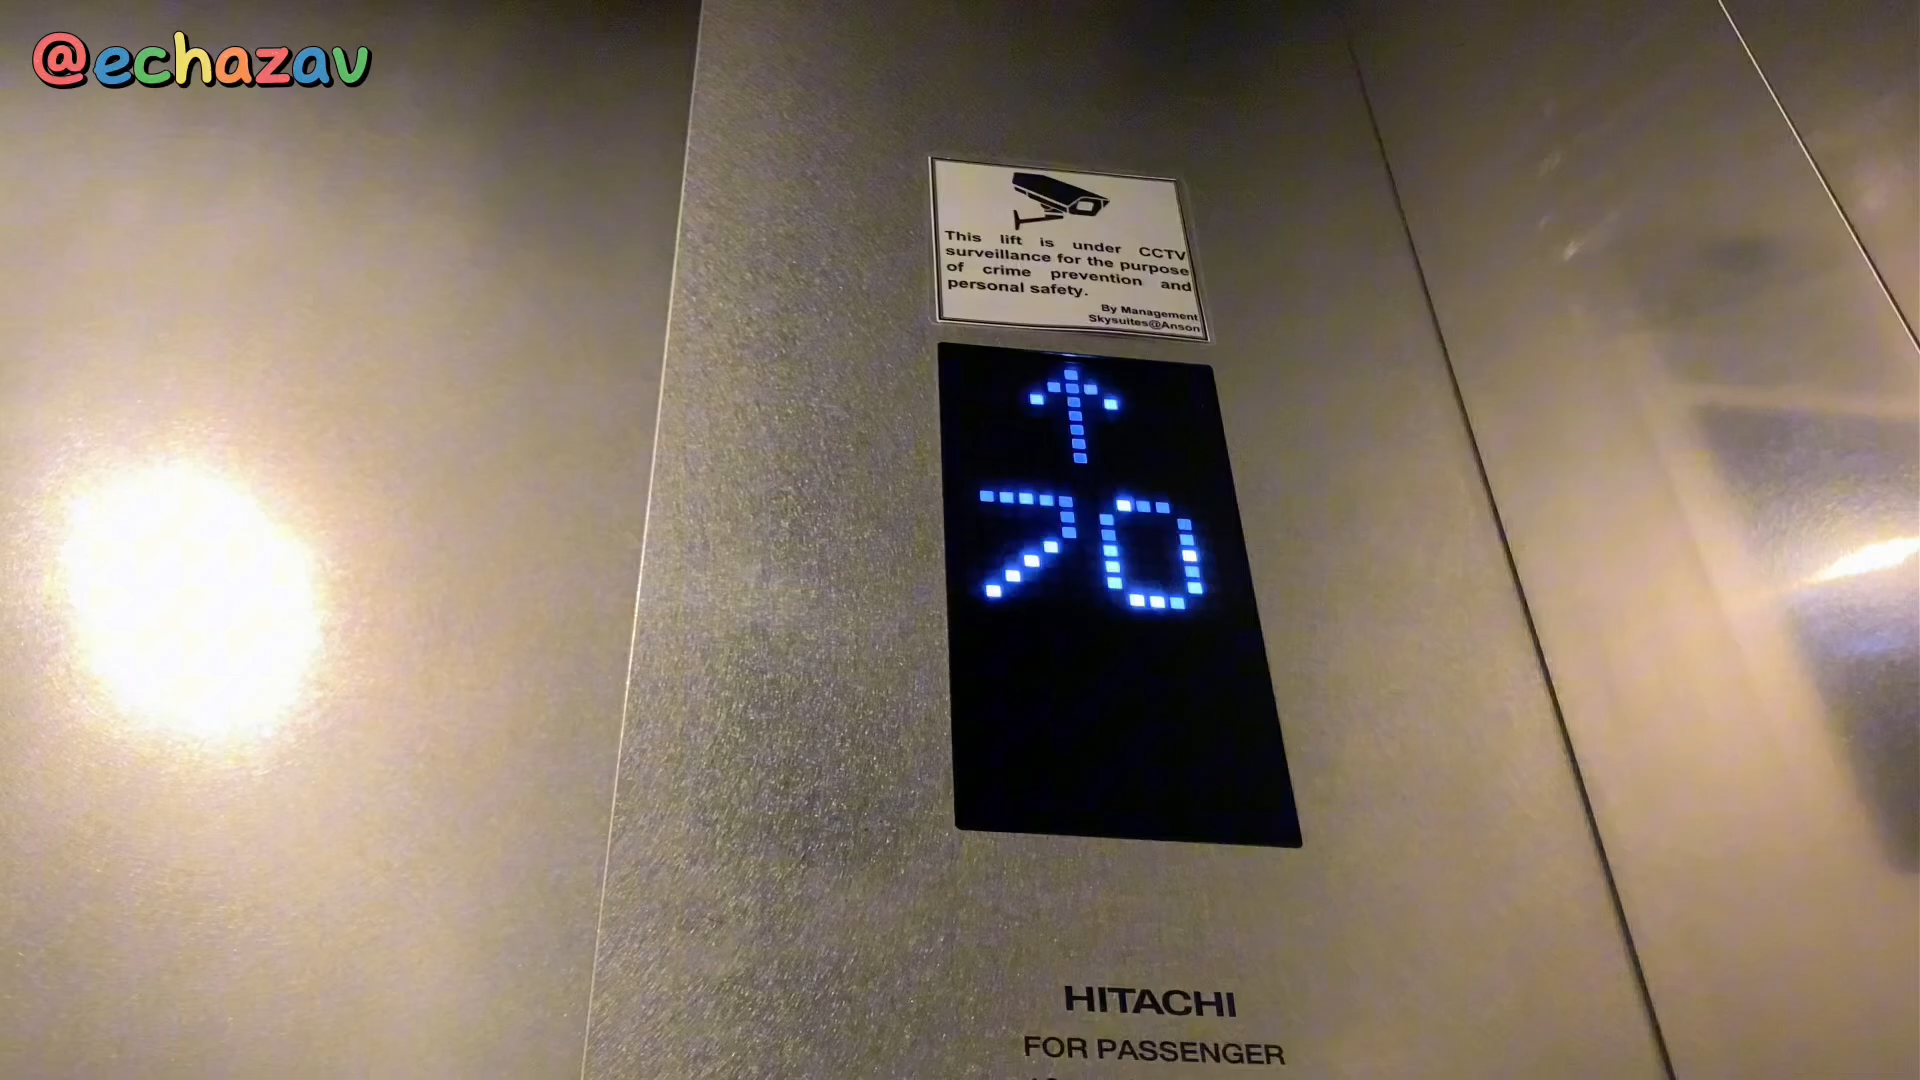 @echazav
This lift is under CCTV
surveillance for the purpose
of crime prevention and
personal safety.
By Management
Skysuites@Anson
↑
70
HITACHI
FOR PASSENGER